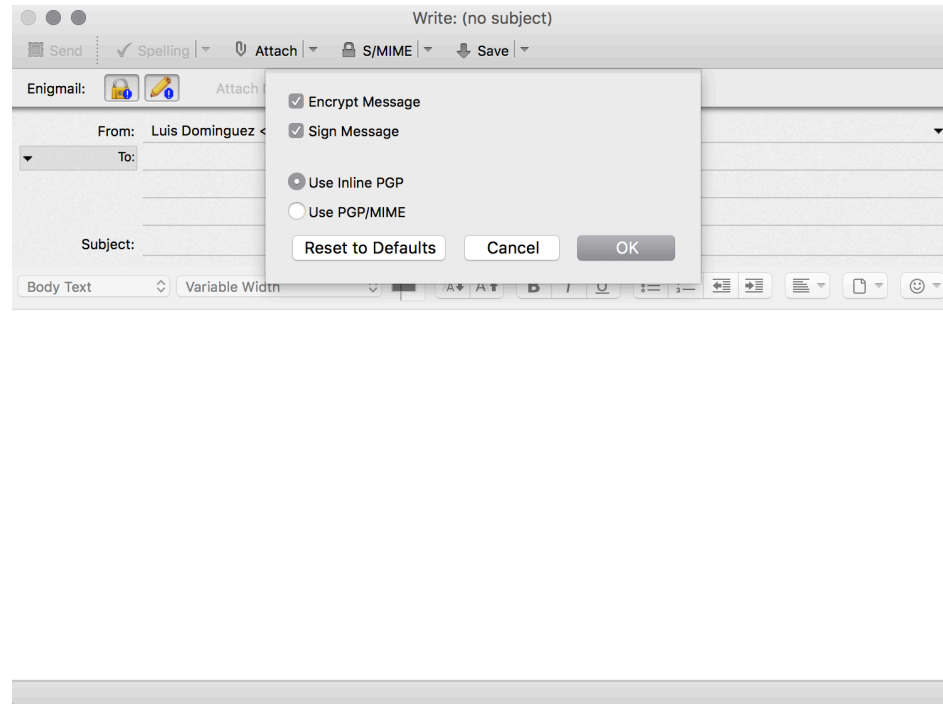 Write: (no subject)
Send Spelling Attach S/MIME Save
Enigmail: Attach
Encrypt Message
Sign Message
Use Inline PGP
Use PGP/MIME
Reset to Defaults Cancel OK
From: Luis Dominguez <
To:
Subject:
Body Text Variable Width A A B I U